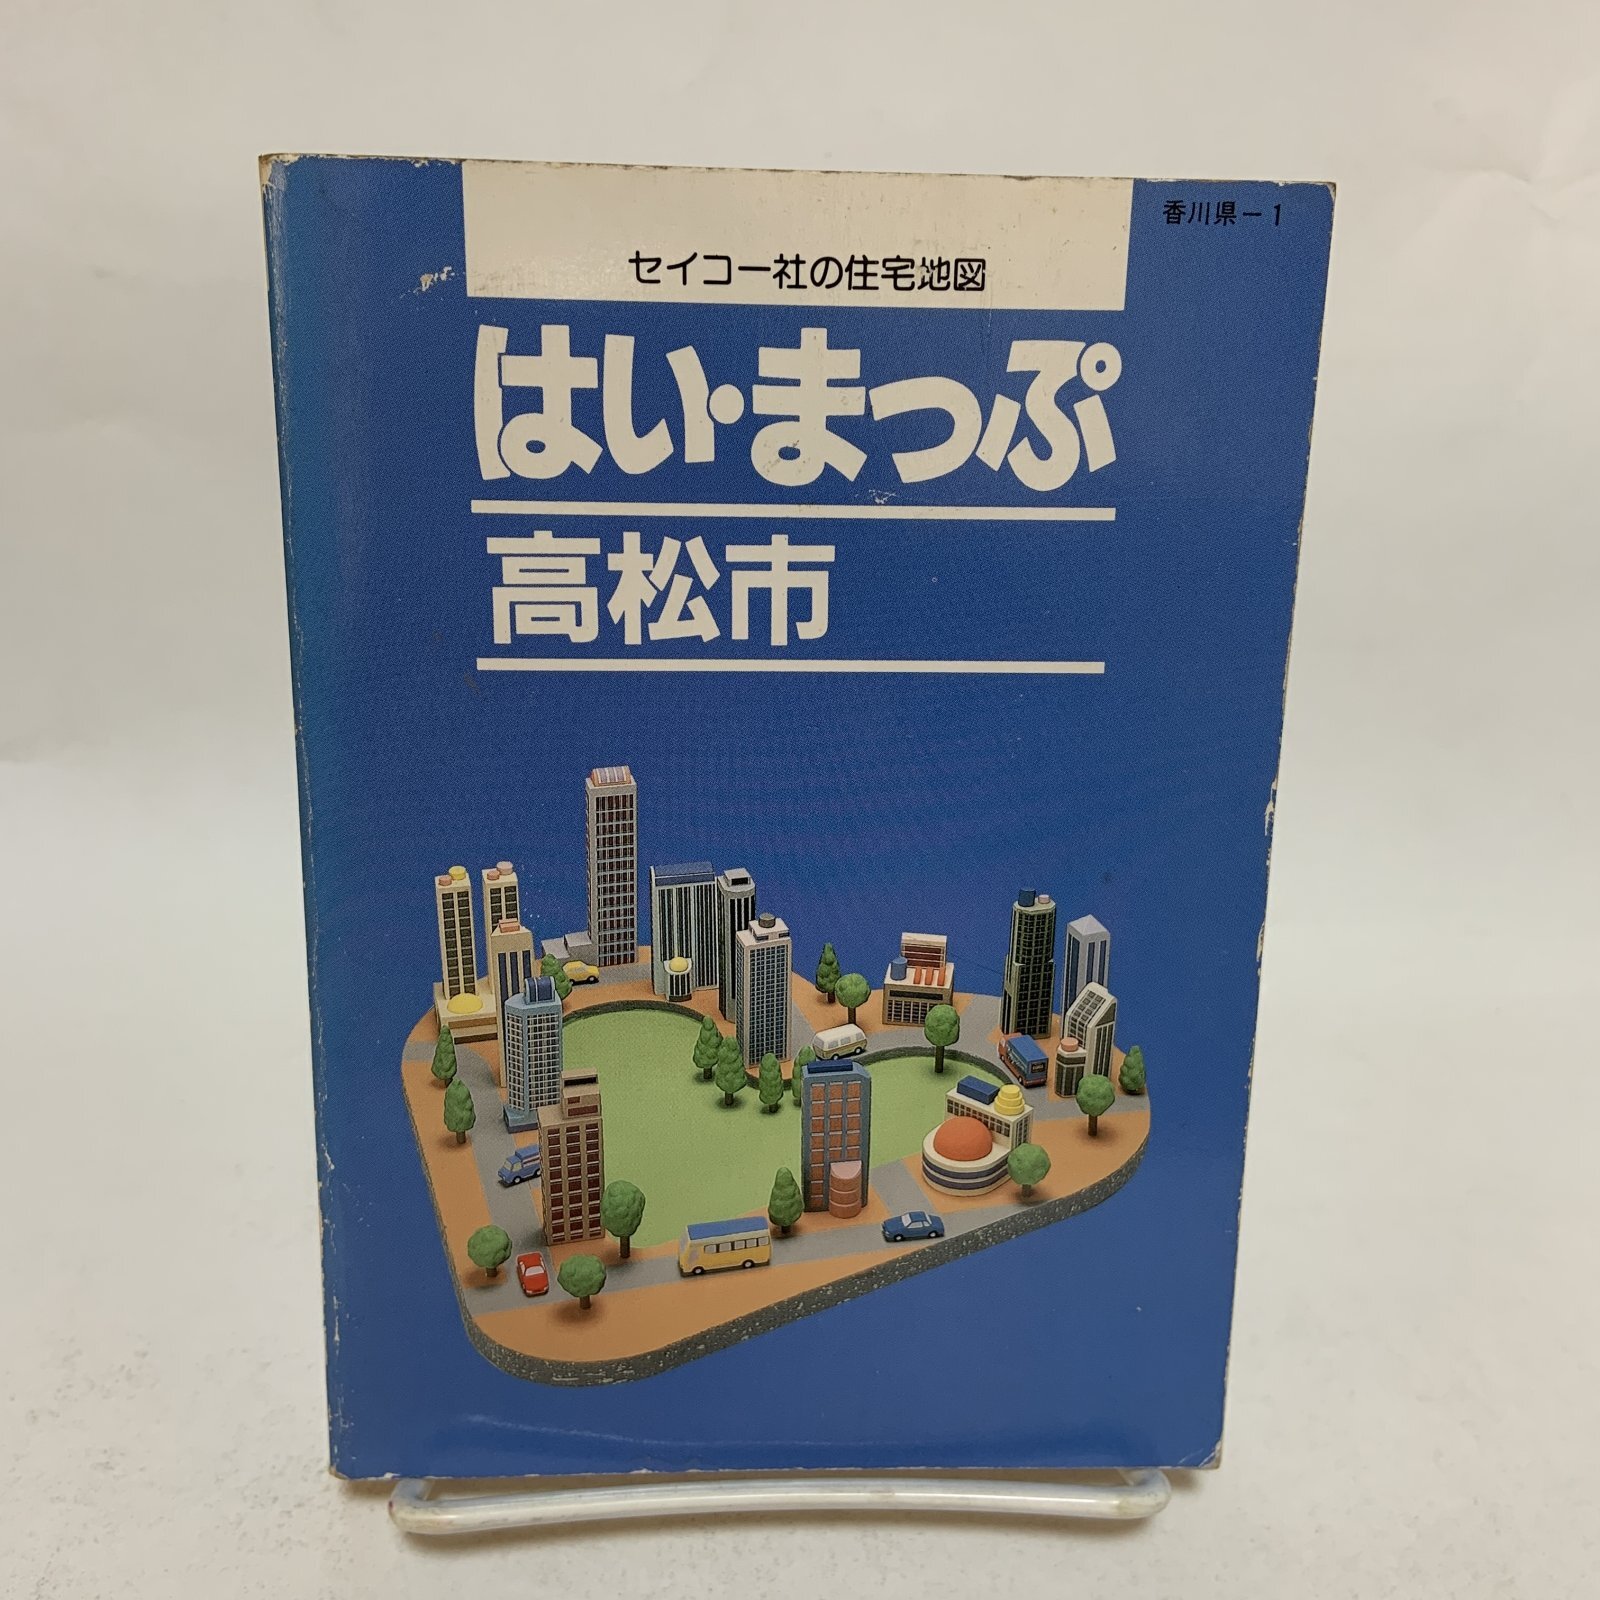 香川県－1
セイコー社の住宅地図
はい・まっぷ
高松市